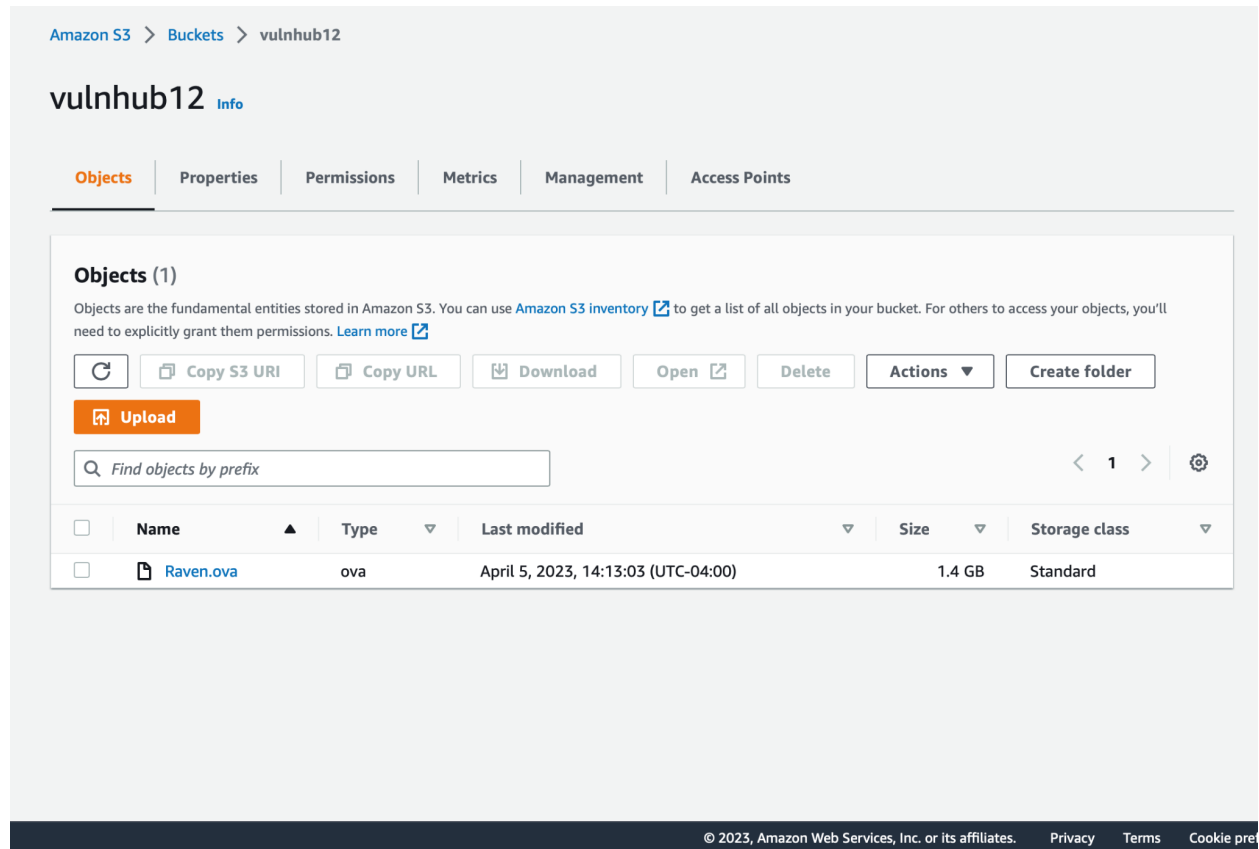 Amazon S3 > Buckets > vulnhub12
vulnhub12 Info
Objects Properties Permissions Metrics Management Access Points
Objects (1)
Objects are the fundamental entities stored in Amazon S3. You can use Amazon S3 inventory to get a list of all objects in your bucket. For others to access your objects, you'll
need to explicitly grant them permissions. Learn more
Copy S3 URI Copy URL Download Open Delete Actions Create folder
Upload
Find objects by prefix 1
Name Type Last modified Size Storage class
Raven.ova ova April 5, 2023, 14:13:03 (UTC-04:00) 1.4 GB Standard
© 2023, Amazon Web Services, Inc. or its affiliates. Privacy Terms Cookie pref